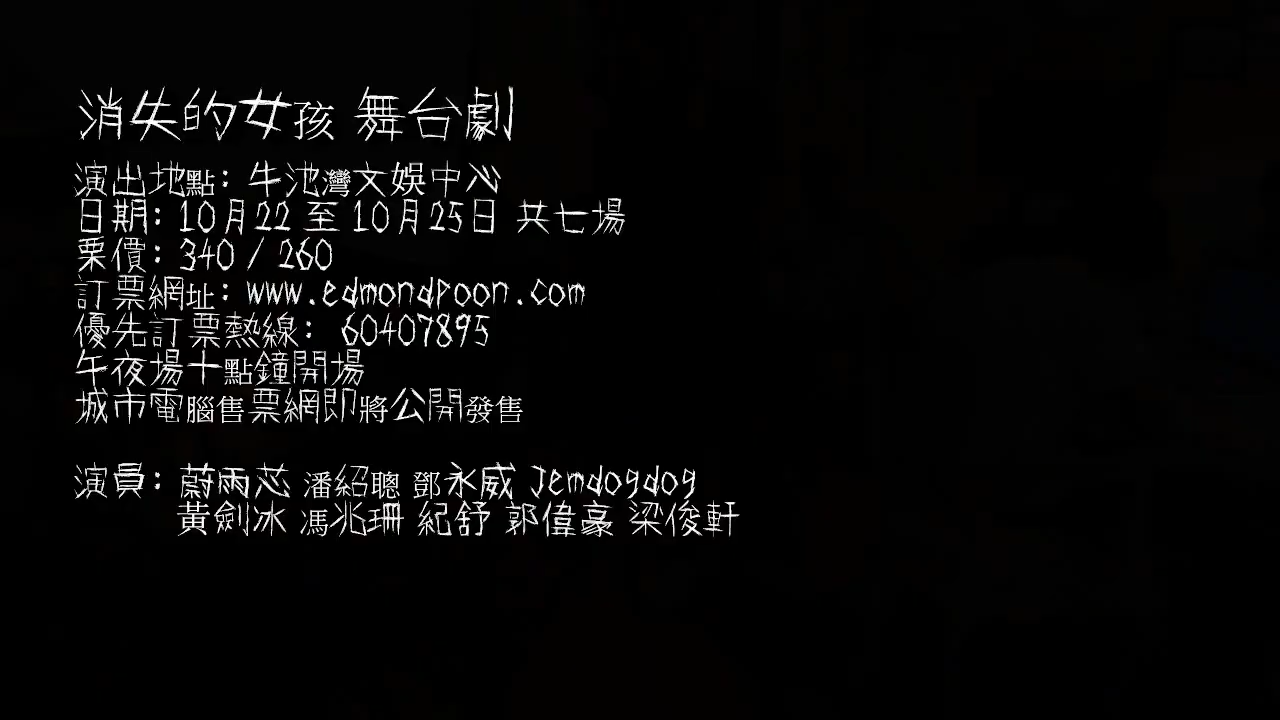 消失的女孩 舞台劇
演出地點: 牛池灣文娛中心
日期: 10月22 至 10月25日 共七場
栗價: 340 / 260
訂票網址: www.edmondpoon.com
優先訂票熱線: 60407895
午夜場十點鐘開場
城市電腦售票網即將公開發售
演員: 蔚雨芯 潘紹聰 鄧永威 Jemdogdog
黃劍冰 馮兆珊 紀舒 郭偉豪 梁俊軒